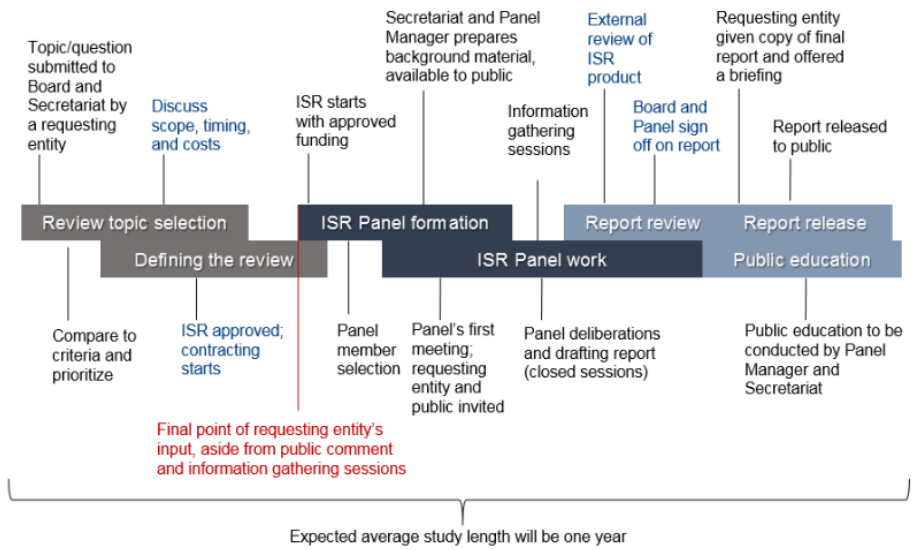 Topic/question
submitted to
Board and
Secretariat by
a requesting
entity
Discuss
scope, timing,
and costs
ISR starts
with approved
funding
Secretariat and Panel
Manager prepares
background material,
available to public
Information
gathering
sessions
External
review of
ISR
product
Board and
Panel sign
off on report
Requesting entity
given copy of final
report and offered
a briefing
Report released
to public
Review topic selection
ISR Panel formation
Report review
Report release
Defining the review
ISR Panel work
Public education
Compare to
criteria and
prioritize
ISR approved;
contracting
starts
Panel
member
selection
Panel's first
meeting;
requesting
entity and
public invited
Panel deliberations
and drafting report
(closed sessions)
Public education to be
conducted by Panel
Manager and
Secretariat
Final point of requesting entity's
input, aside from public comment
and information gathering sessions
Expected average study length will be one year